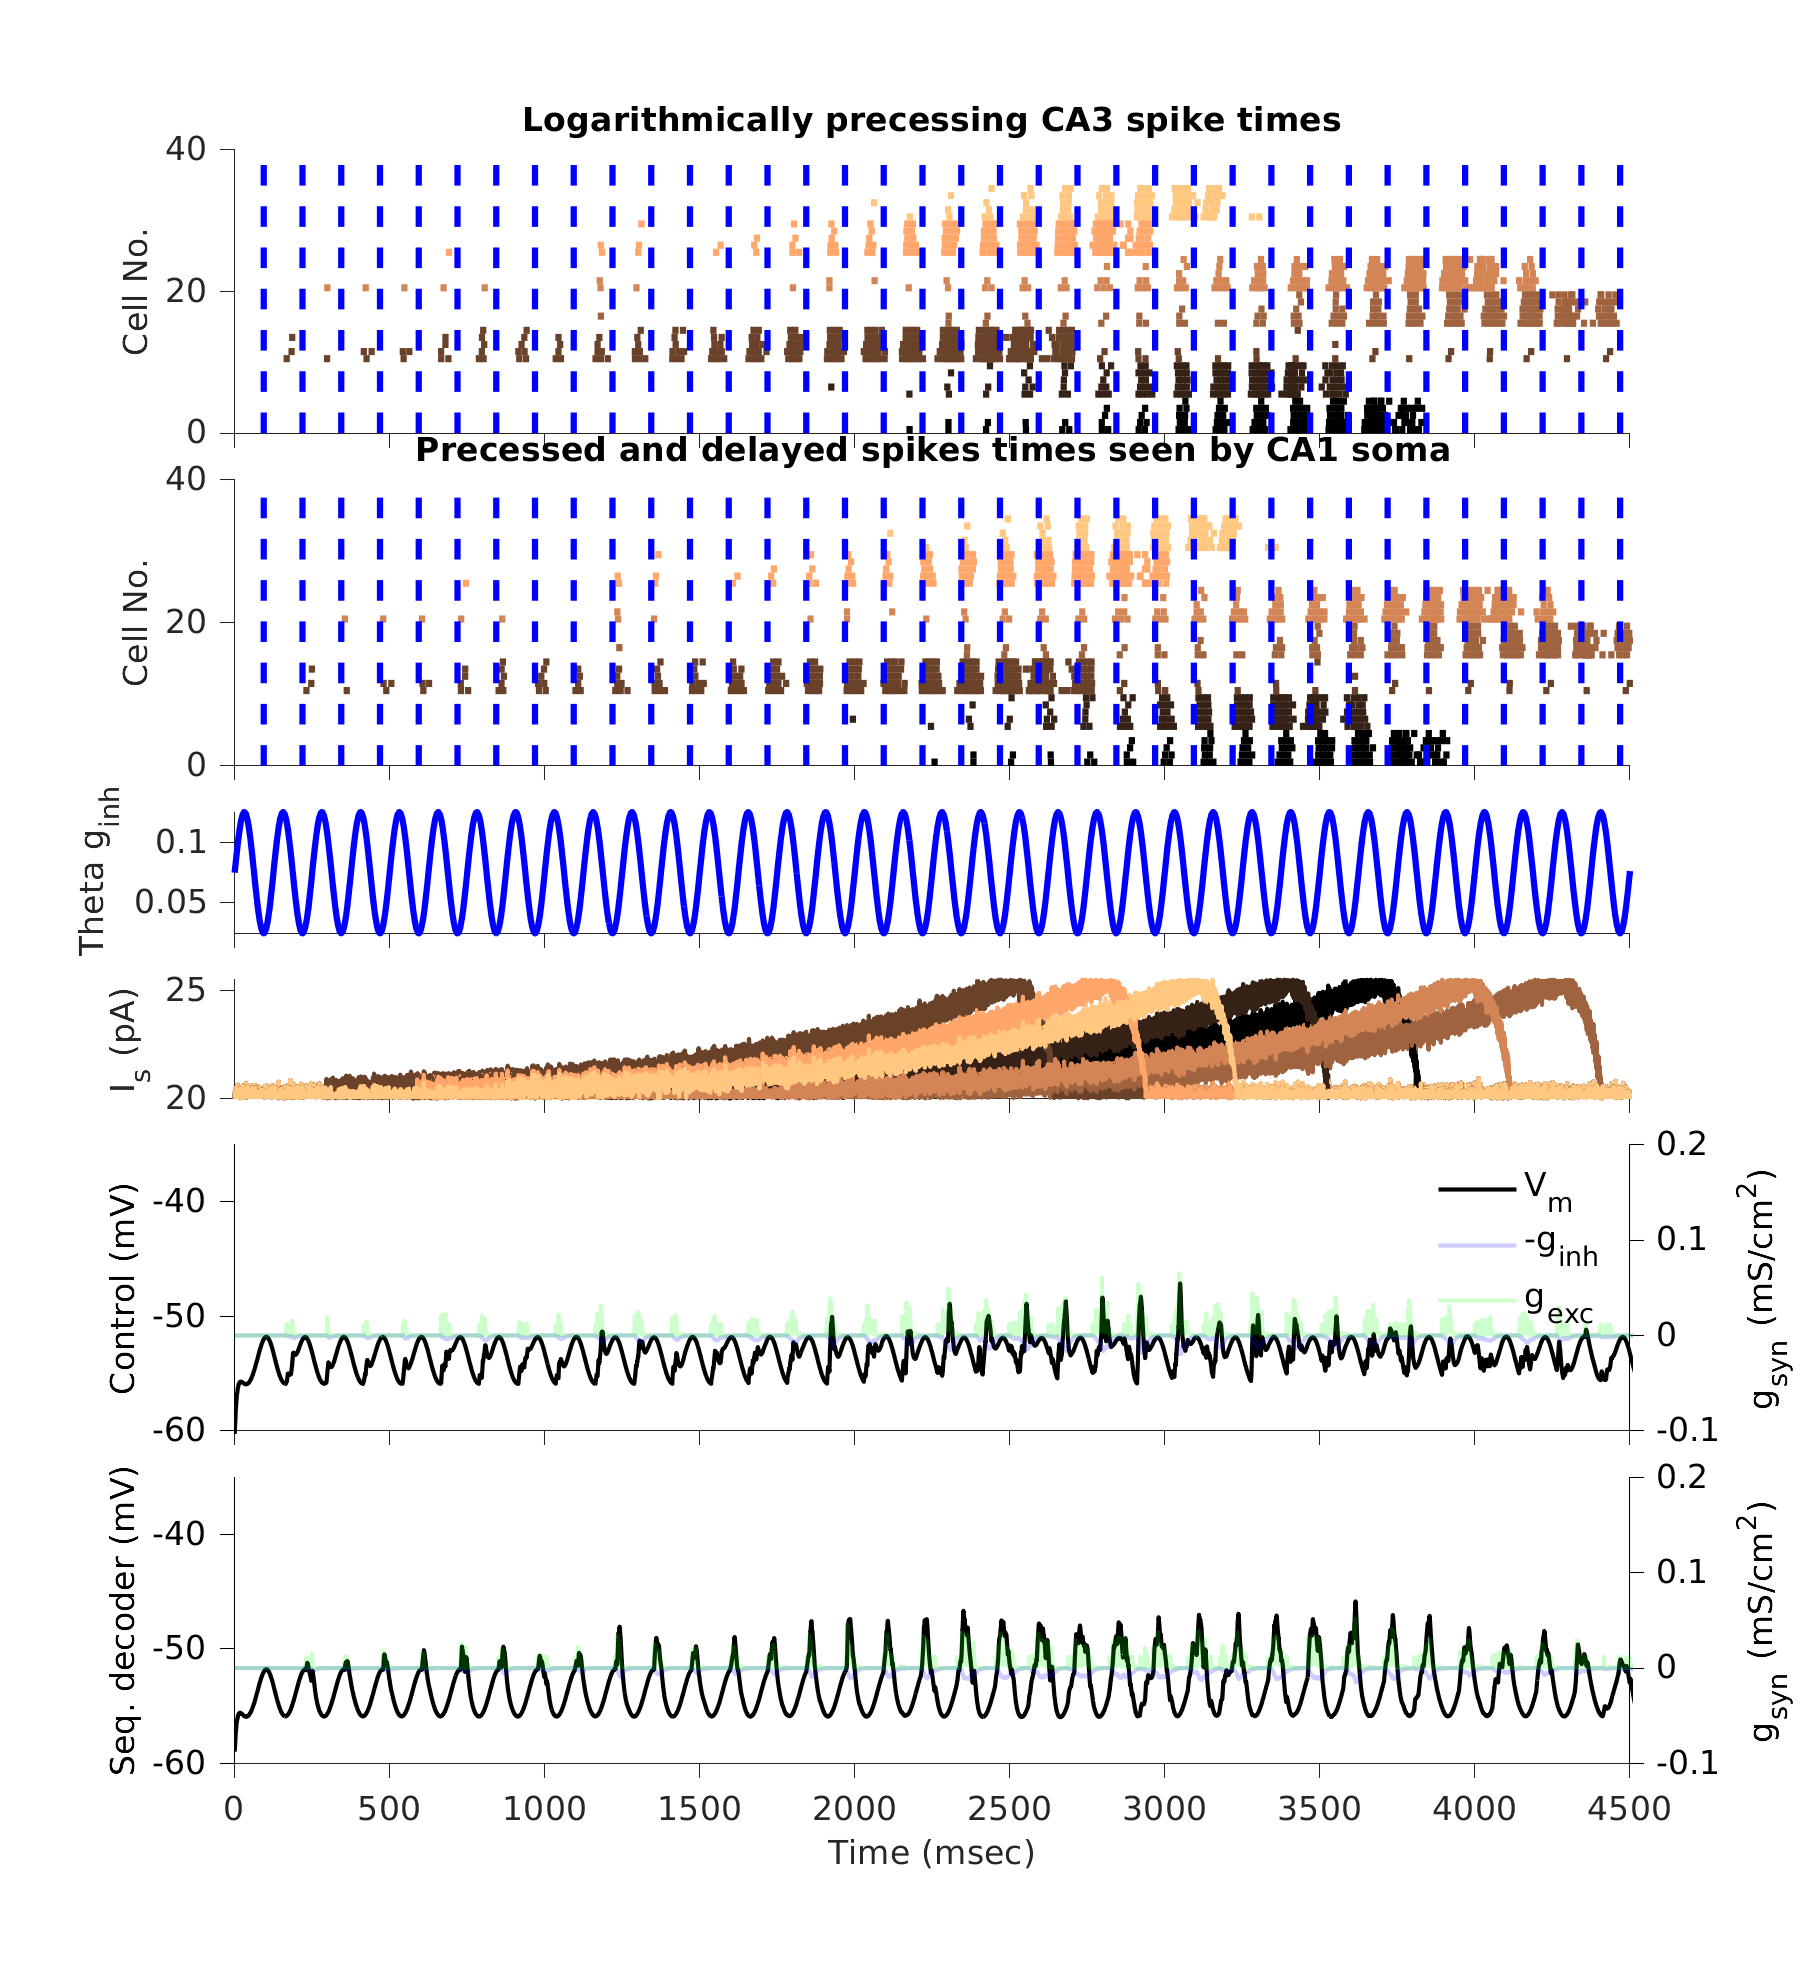 Logarithmically precessing CA3 spike times
40
20
0
Cell No.
Precessed and delayed spikes times seen by CA1 soma
40
20
0
Cell No.
0.1
0.05
Theta g_inh
25
20
I_s (pA)
-40
-50
-60
Control (mV)
V_m
-g_inh
g_exc
0.2
0.1
0
-0.1
g_syn (mS/cm²)
-40
-50
-60
Seq. decoder (mV)
0.2
0.1
0
-0.1
g_syn (mS/cm²)
0 500 1000 1500 2000 2500 3000 3500 4000 4500
Time (msec)